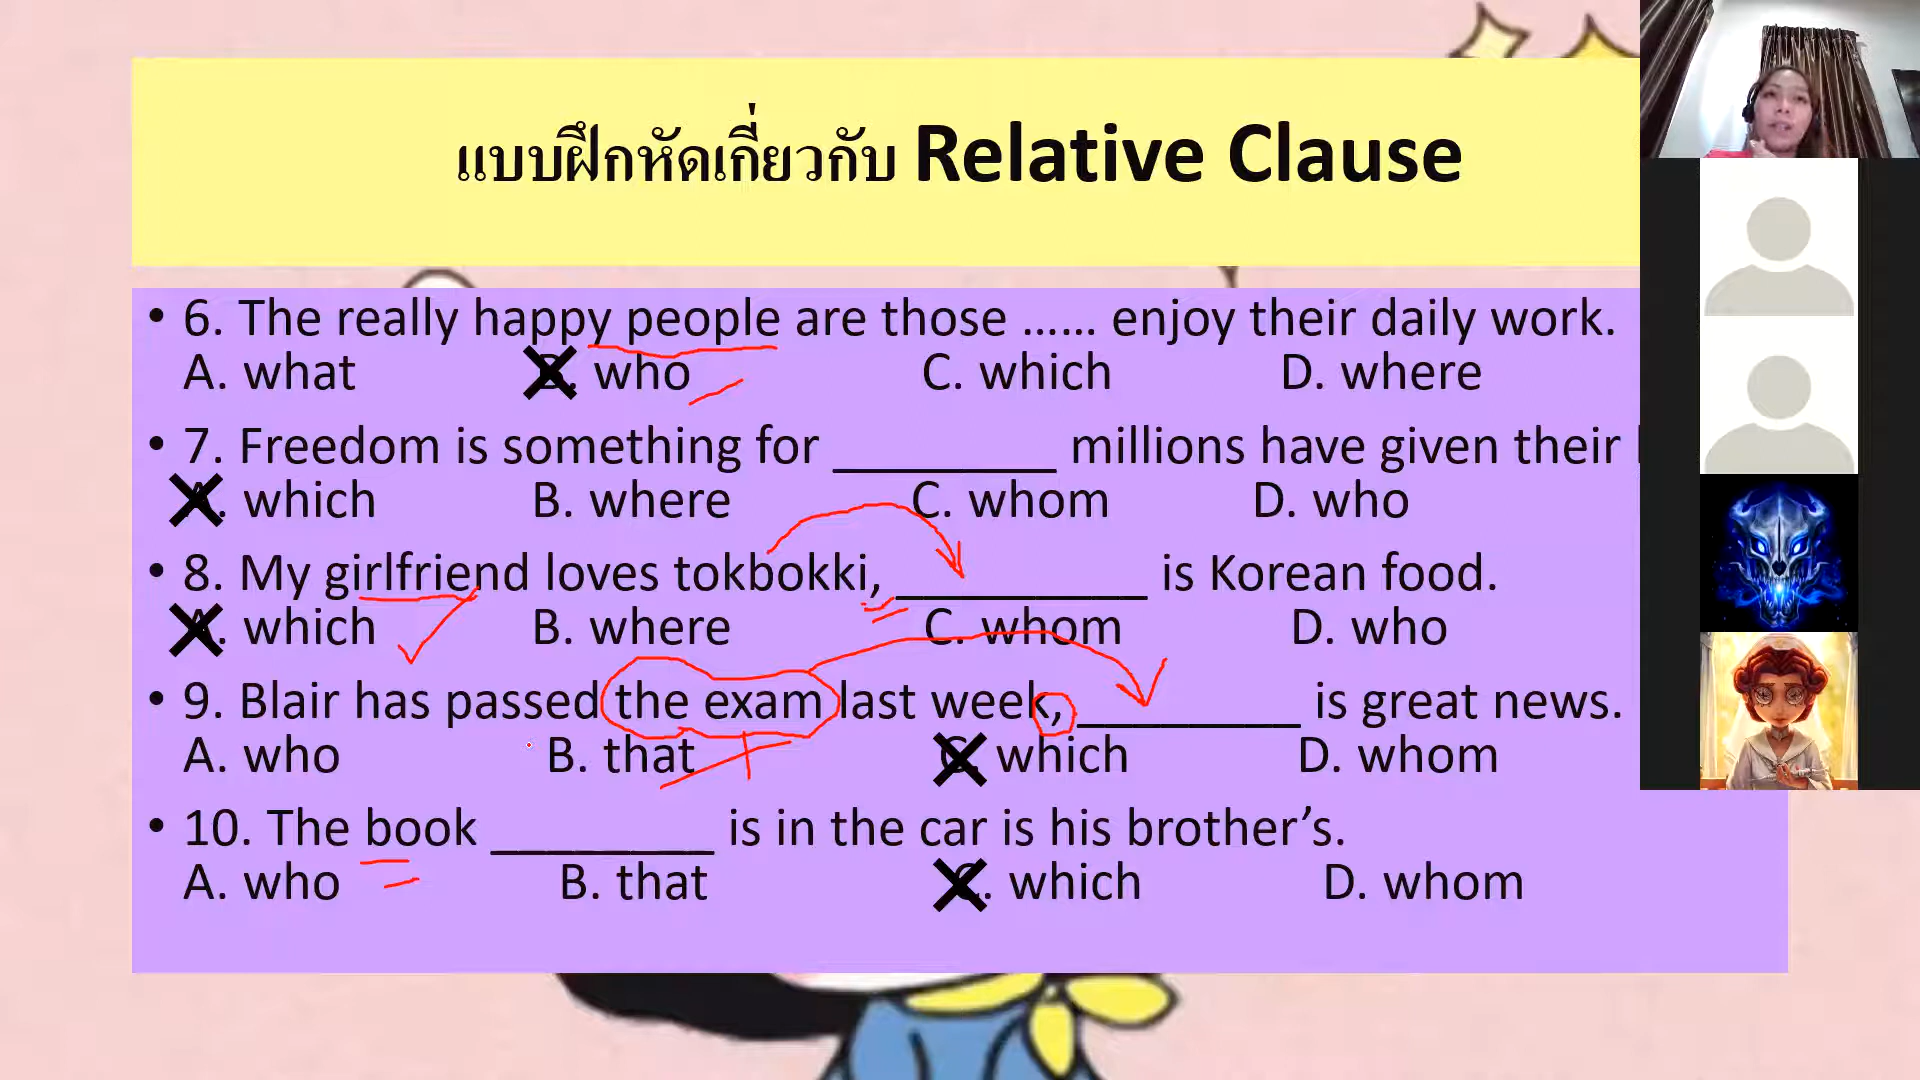 แบบฝึกหัดเกี่ยวกับ Relative Clause
• 6. The really happy people are those ...... enjoy their daily work.
A. what B. who C. which D. where
• 7. Freedom is something for ________ millions have given their
A. which B. where C. whom D. who
• 8. My girlfriend loves tokbokki, _________ is Korean food.
A. which B. where C. whom D. who
• 9. Blair has passed the exam last week, ________ is great news.
A. who B. that C. which D. whom
• 10. The book ________ is in the car is his brother’s.
A. who B. that C. which D. whom